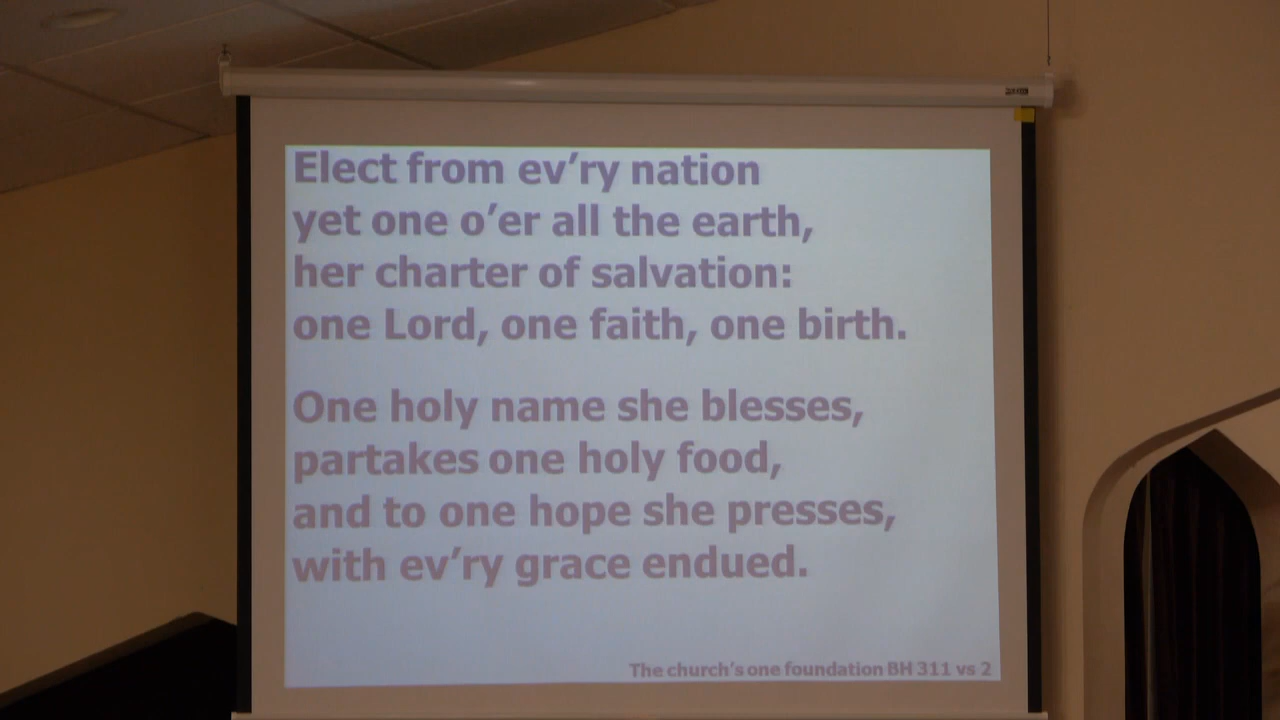 Elect from ev’ry nation
yet one o’er all the earth,
her charter of salvation:
one Lord, one faith, one birth.
One holy name she blesses,
partakes one holy food,
and to one hope she presses,
with ev’ry grace endued.
The church’s one foundation BH 311 vs 2